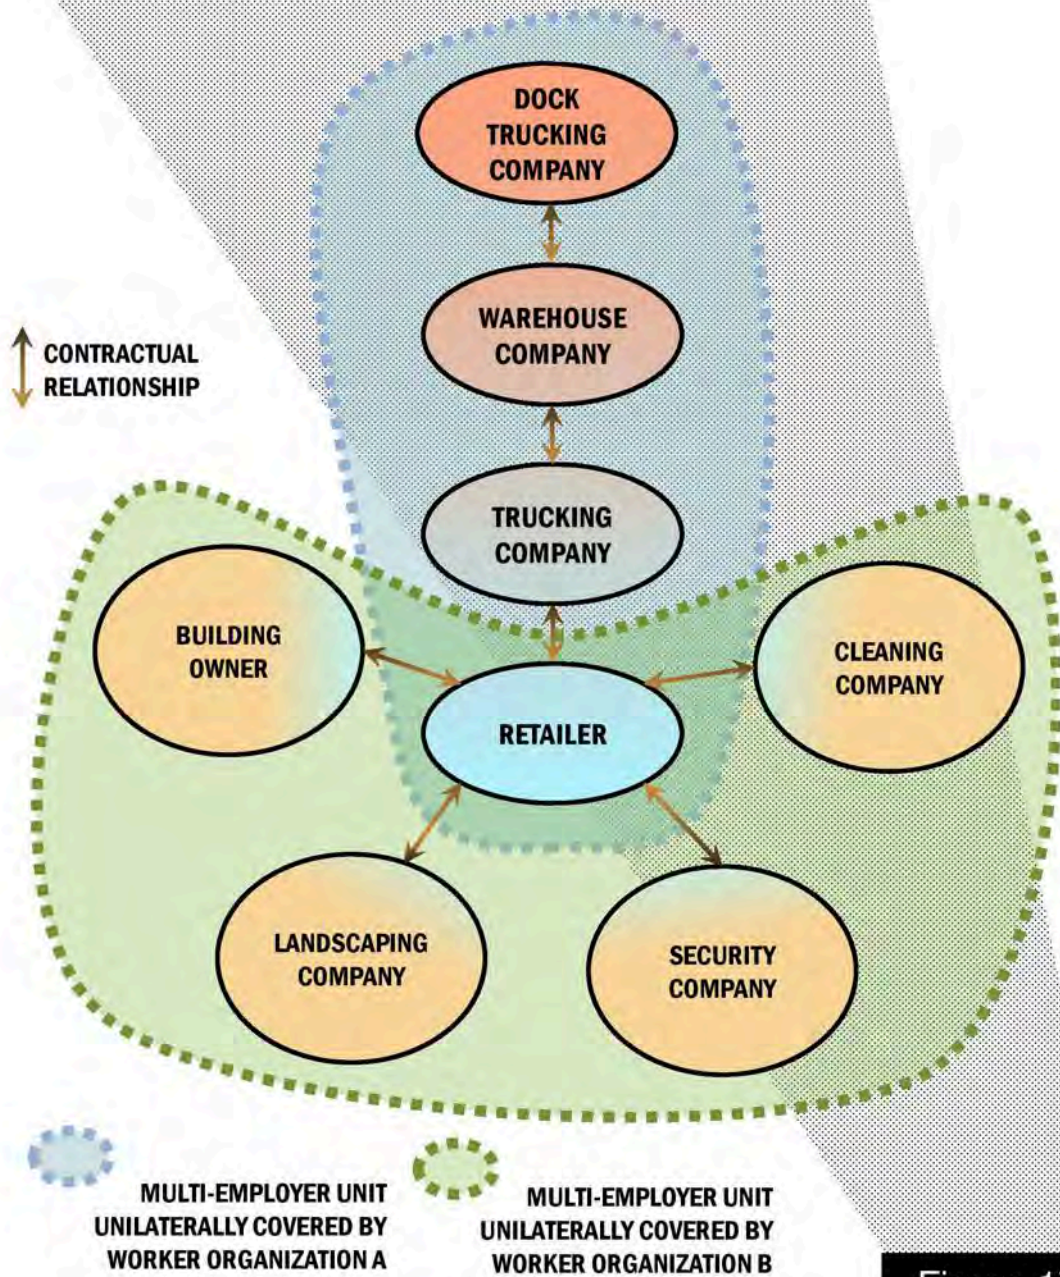 DOCK
TRUCKING
COMPANY
WAREHOUSE
COMPANY
CONTRACTUAL
RELATIONSHIP
TRUCKING
COMPANY
BUILDING
OWNER
CLEANING
COMPANY
RETAILER
LANDSCAPING
COMPANY
SECURITY
COMPANY
MULTI-EMPLOYER UNIT
UNILATERALLY COVERED BY
WORKER ORGANIZATION A
MULTI-EMPLOYER UNIT
UNILATERALLY COVERED BY
WORKER ORGANIZATION B